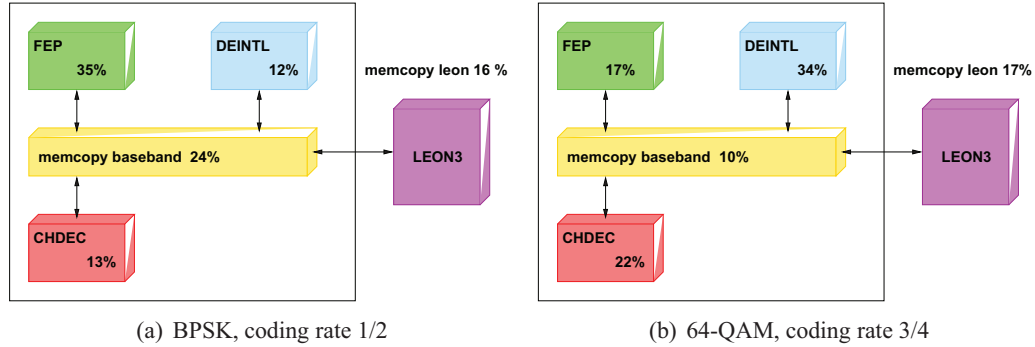 FEP
35%
DEINTL
12%
memcopy leon 16 %
memcopy baseband 24%
LEON3
CHDEC
13%
(a) BPSK, coding rate 1/2
FEP
17%
DEINTL
34%
memcopy leon 17%
memcopy baseband 10%
LEON3
CHDEC
22%
(b) 64-QAM, coding rate 3/4